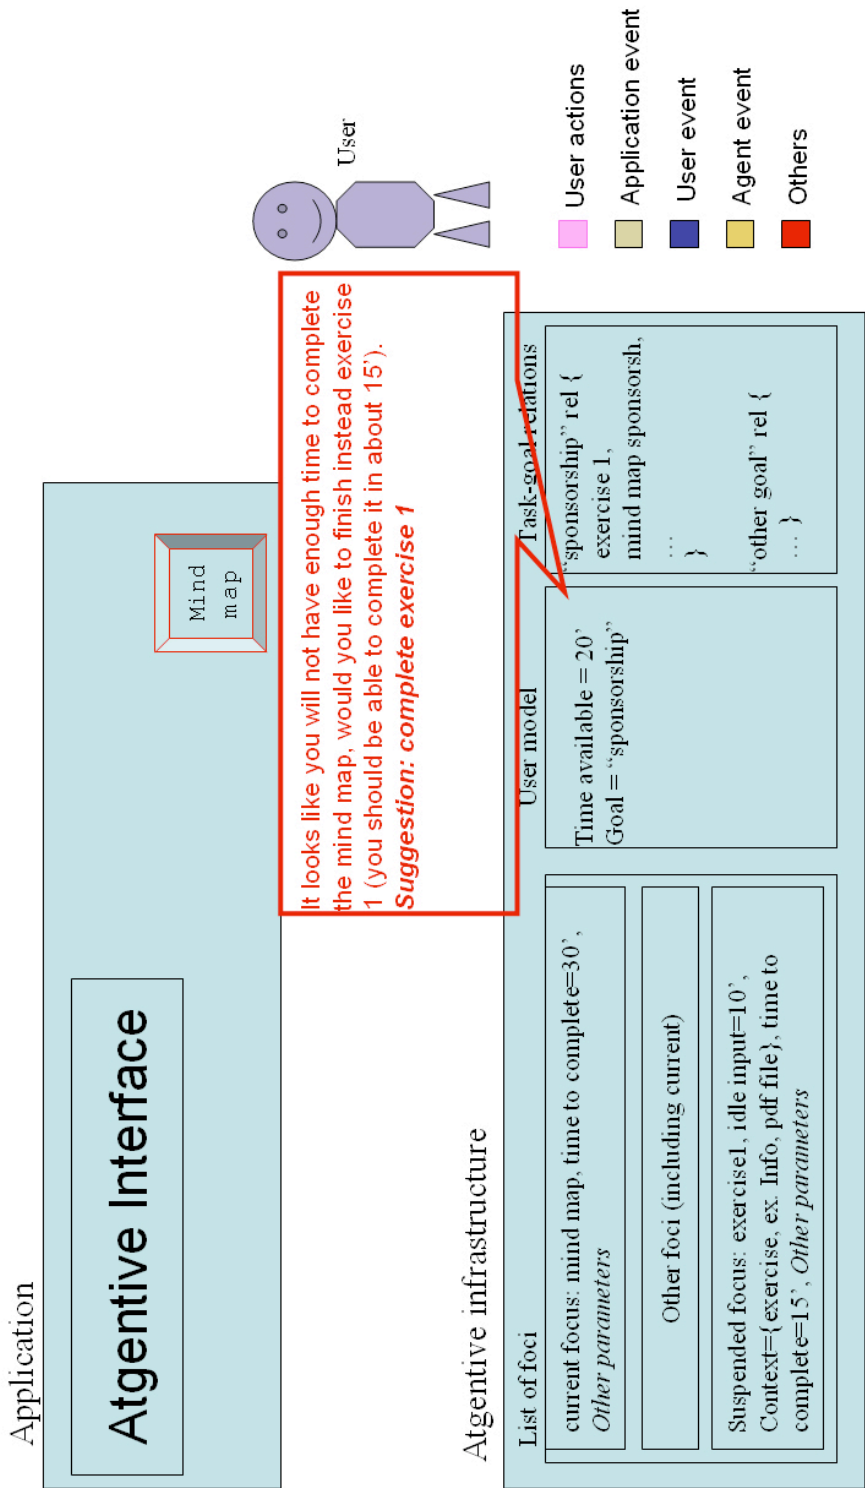 Application
Atgentive Interface
Mind
map
User
It looks like you will not have enough time to complete
the mind map, would you like to finish instead exercise
1 (you should be able to complete it in about 15’).
Suggestion: complete exercise 1
Atgentive infrastructure
List of foci
current focus: mind map, time to complete=30’,
Other parameters
Other foci (including current)
Suspended focus: exercise1, idle input=10’,
Context={exercise, ex. Info, pdf file}, time to
complete=15’, Other parameters
User model
Time available = 20’
Goal = “sponsorship”
Task-goal relations
“sponsorship” rel {
exercise 1,
mind map sponsorsh,
…
}
“other goal” rel {
… }
User actions
Application event
User event
Agent event
Others